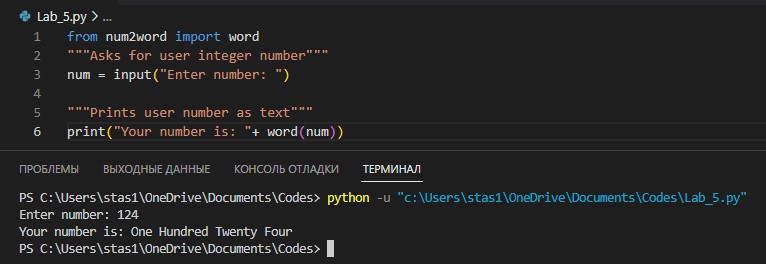 Lab_5.py > ...
1 from num2word import word
2 """Asks for user integer number"""
3 num = input("Enter number: ")
4
5 """Prints user number as text"""
6 print("Your number is: "+ word(num))
ПРОБЛЕМЫ ВЫХОДНЫЕ ДАННЫЕ КОНСОЛЬ ОТЛАДКИ ТЕРМИНАЛ
PS C:\Users\stas1\OneDrive\Documents\Codes> python -u "c:\Users\stas1\OneDrive\Documents\Codes\Lab_5.py"
Enter number: 124
Your number is: One Hundred Twenty Four
PS C:\Users\stas1\OneDrive\Documents\Codes>